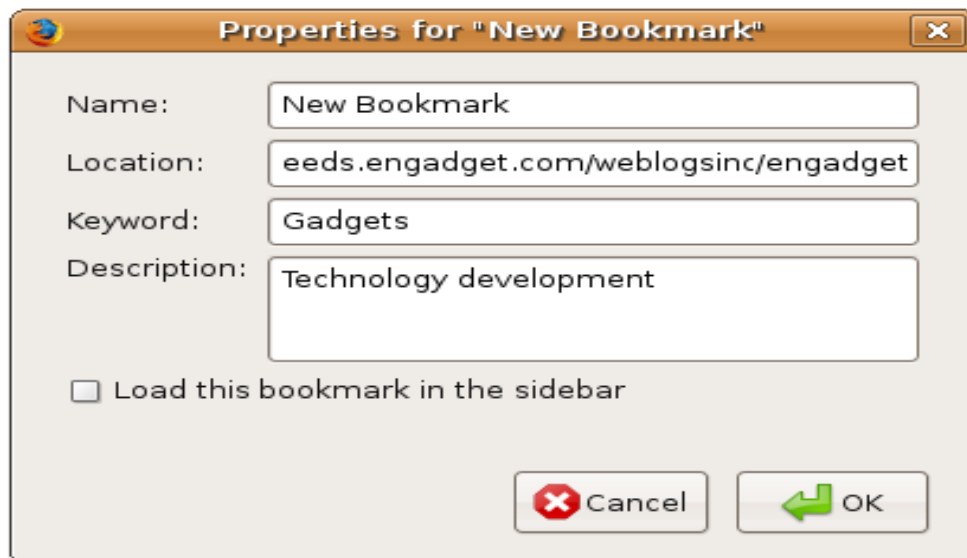 Properties for "New Bookmark"
Name: New Bookmark
Location: eeds.engadget.com/weblogsinc/engadget
Keyword: Gadgets
Description: Technology development
Load this bookmark in the sidebar
Cancel OK